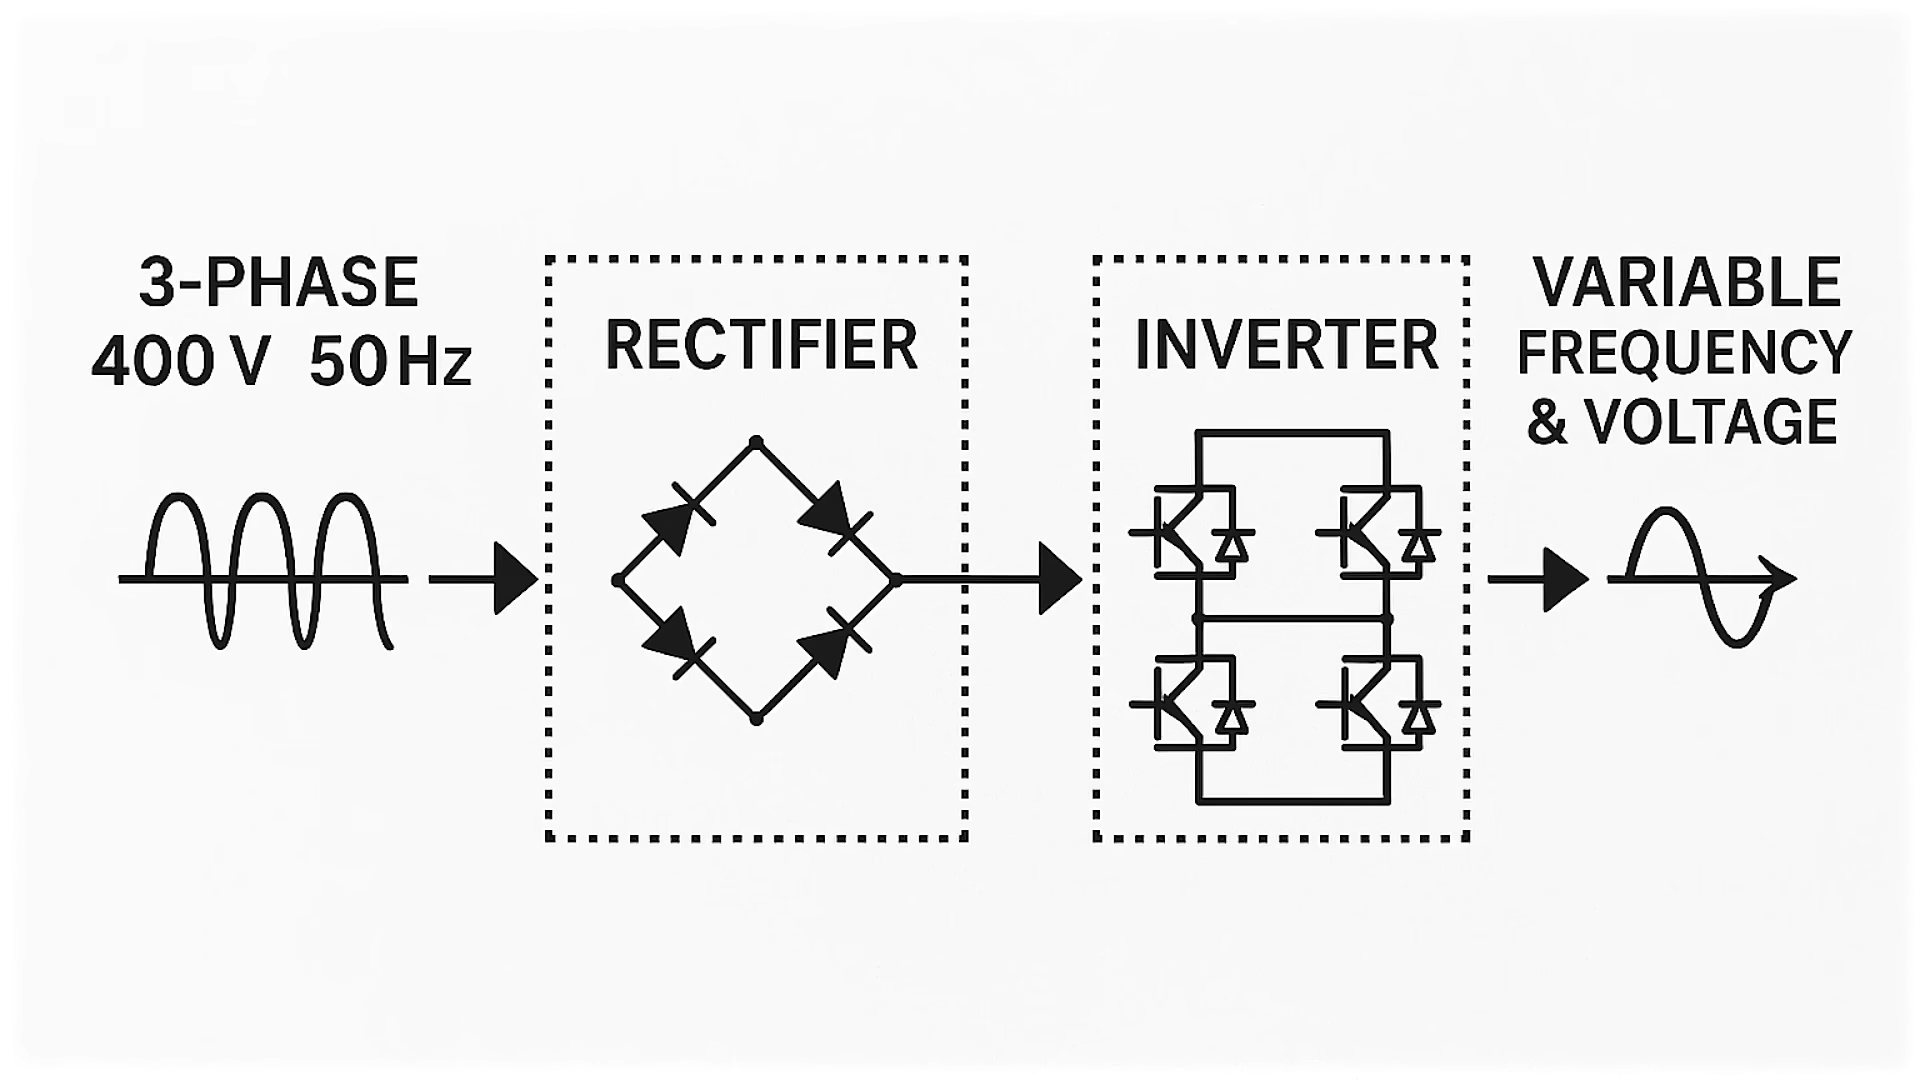 3-PHASE
400 V 50 Hz
RECTIFIER
INVERTER
VARIABLE
FREQUENCY
& VOLTAGE